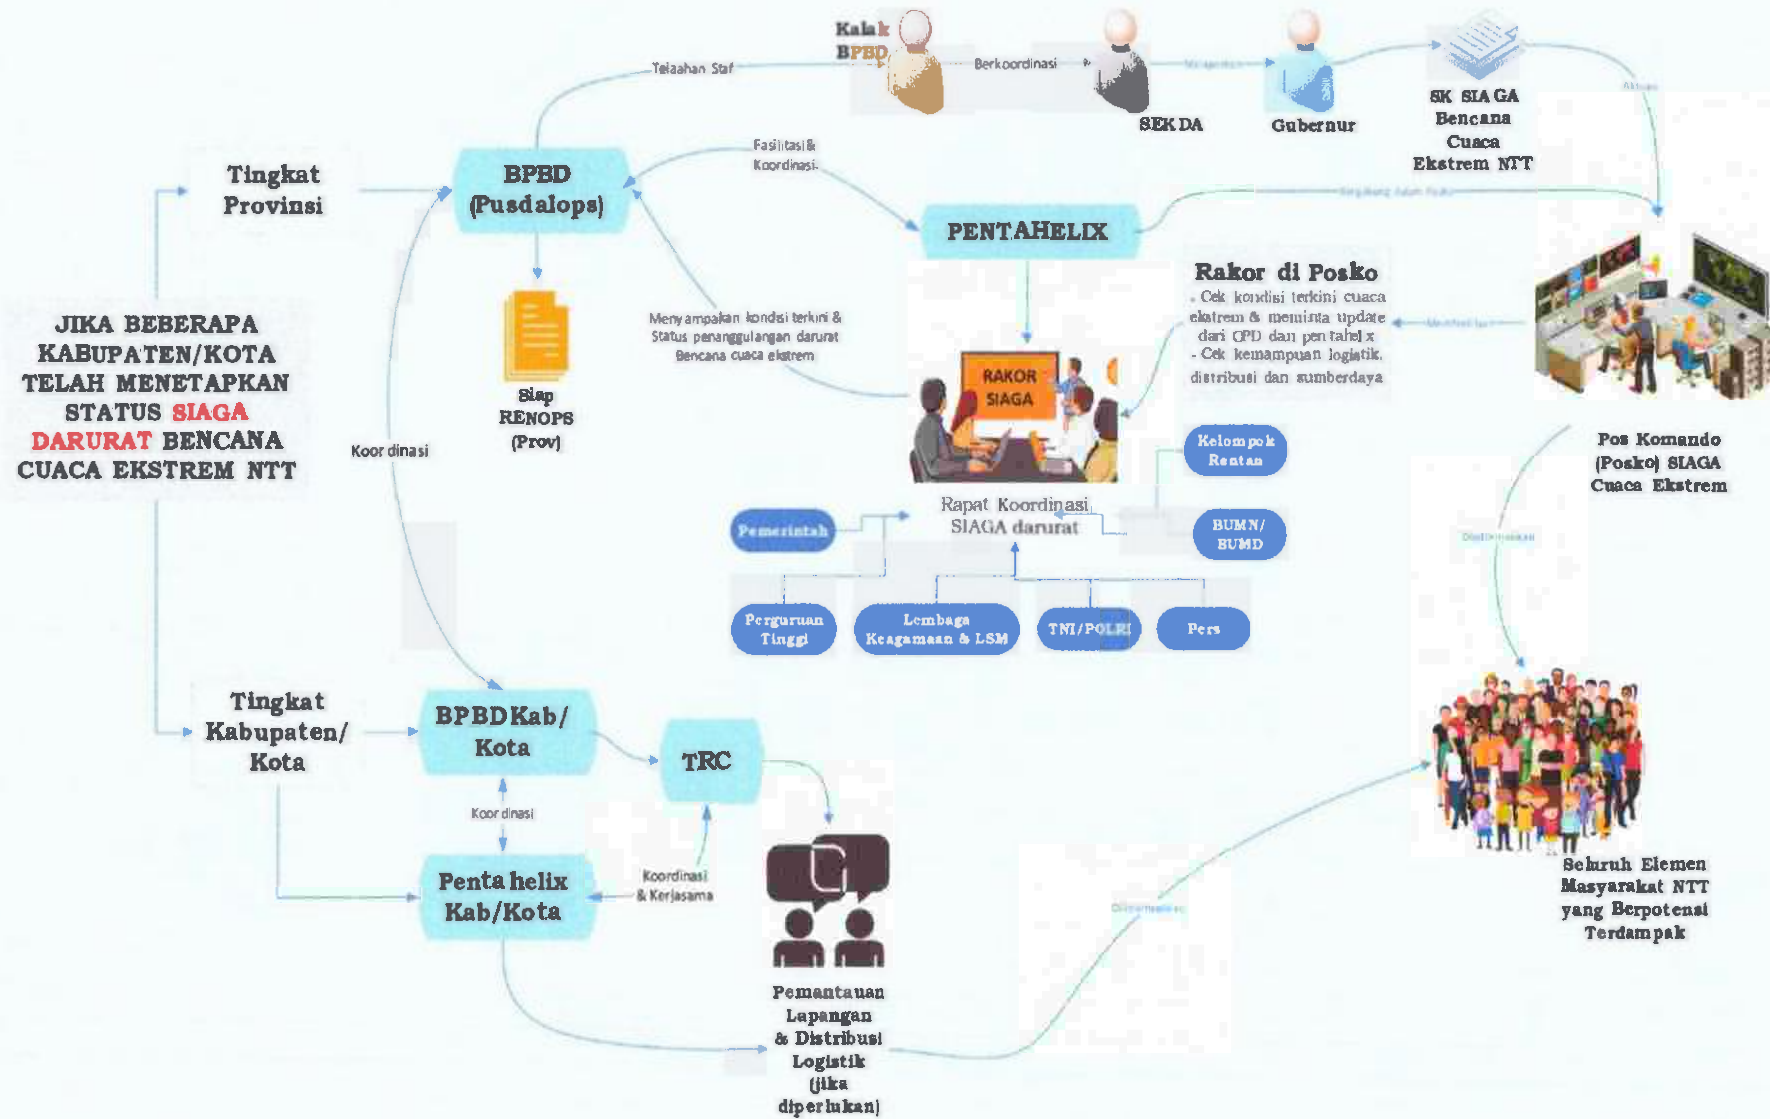 Kalak
BPBD
Telaahan Staf
Berkoordinasi
SEKDA
Gubernur
SK SIAGA
Bencana
Cuaca
Ekstrem NTT
Aktivasi
Tingkat
Provinsi
BPBD
(Pusdalops)
Fasilitasi &
Koordinasi
PENTAHELIX
Siap
RENOPS
(Prov)
Menyampaikan kondisi terkini &
Status penanggulangan darurat
Bencana cuaca ekstrem
RAKOR
SIAGA
Rakor di Posko
- Cek kondisi terkini cuaca
ekstrem & meminta update
dari OPD dan pentahelix
- Cek kemampuan logistik,
distribusi dan sumberdaya
Pos Komando
(Posko) SIAGA
Cuaca Ekstrem
JIKA BEBERAPA
KABUPATEN/KOTA
TELAH MENETAPKAN
STATUS SIAGA
DARURAT BENCANA
CUACA EKSTREM NTT
Koordinasi
Kelompok
Rentan
Rapat Koordinasi
SIAGA darurat
Pemerintah
BUMN/
BUMD
Perguruan
Tinggi
Lembaga
Keagamaan & LSM
TNI/POLRI
Pers
Tingkat
Kabupaten/
Kota
BPBD Kab/
Kota
TRC
Koordinasi
Pentahelix
Kab/Kota
Koordinasi
& Kerjasama
Pemantauan
Lapangan
& Distribusi
Logistik
(jika
diperlukan)
Seluruh Elemen
Masyarakat NTT
yang Berpotensi
Terdampak